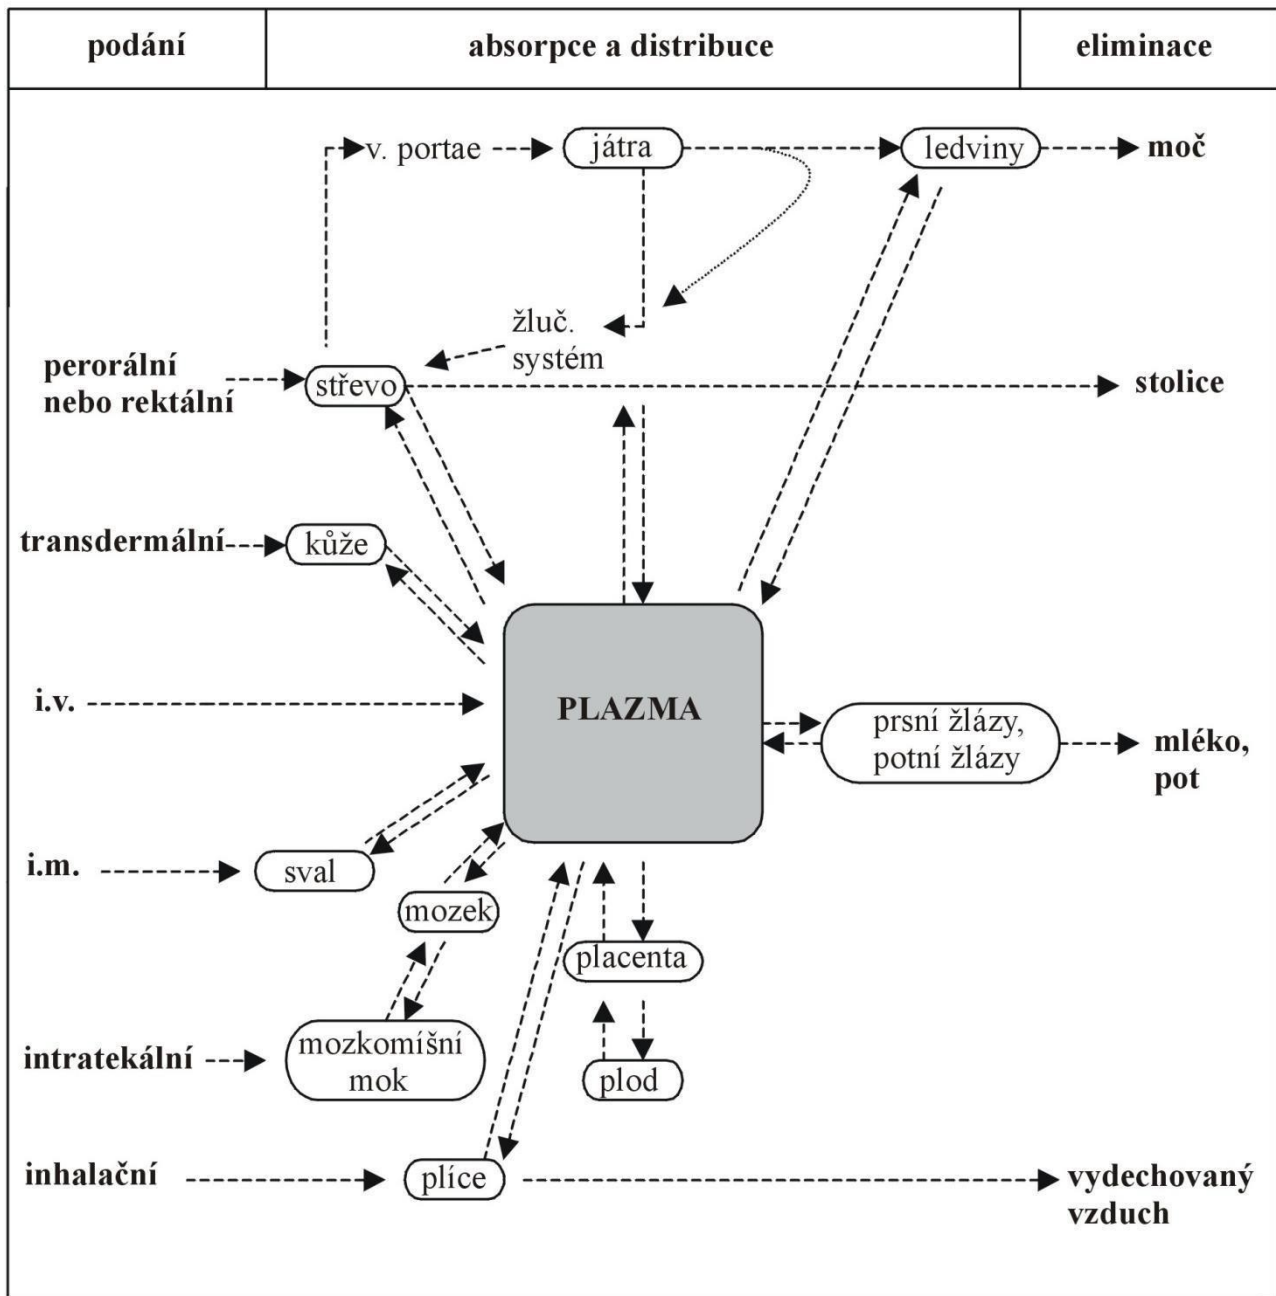 podání
absorpce a distribuce
eliminace
v. portae
játra
ledviny
moč
žluč.
systém
perorální
nebo rektální
střevo
stolice
transdermální
kůže
i.v.
PLAZMA
prsní žlázy,
potní žlázy
mléko,
pot
i.m.
sval
mozek
placenta
intratekální
mozkomíšní
mok
plod
inhalační
plíce
vydechovaný
vzduch